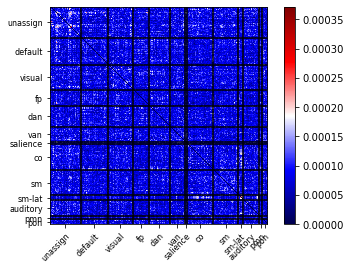 unassign
default
visual
fp
dan
van
salience
co
sm
sm-lat
auditory
pmn
pon
unassign
default
visual
fp
dan
van
salience
co
sm
sm-lat
auditory
pon
0.00035
0.00030
0.00025
0.00020
0.00015
0.00010
0.00005
0.00000